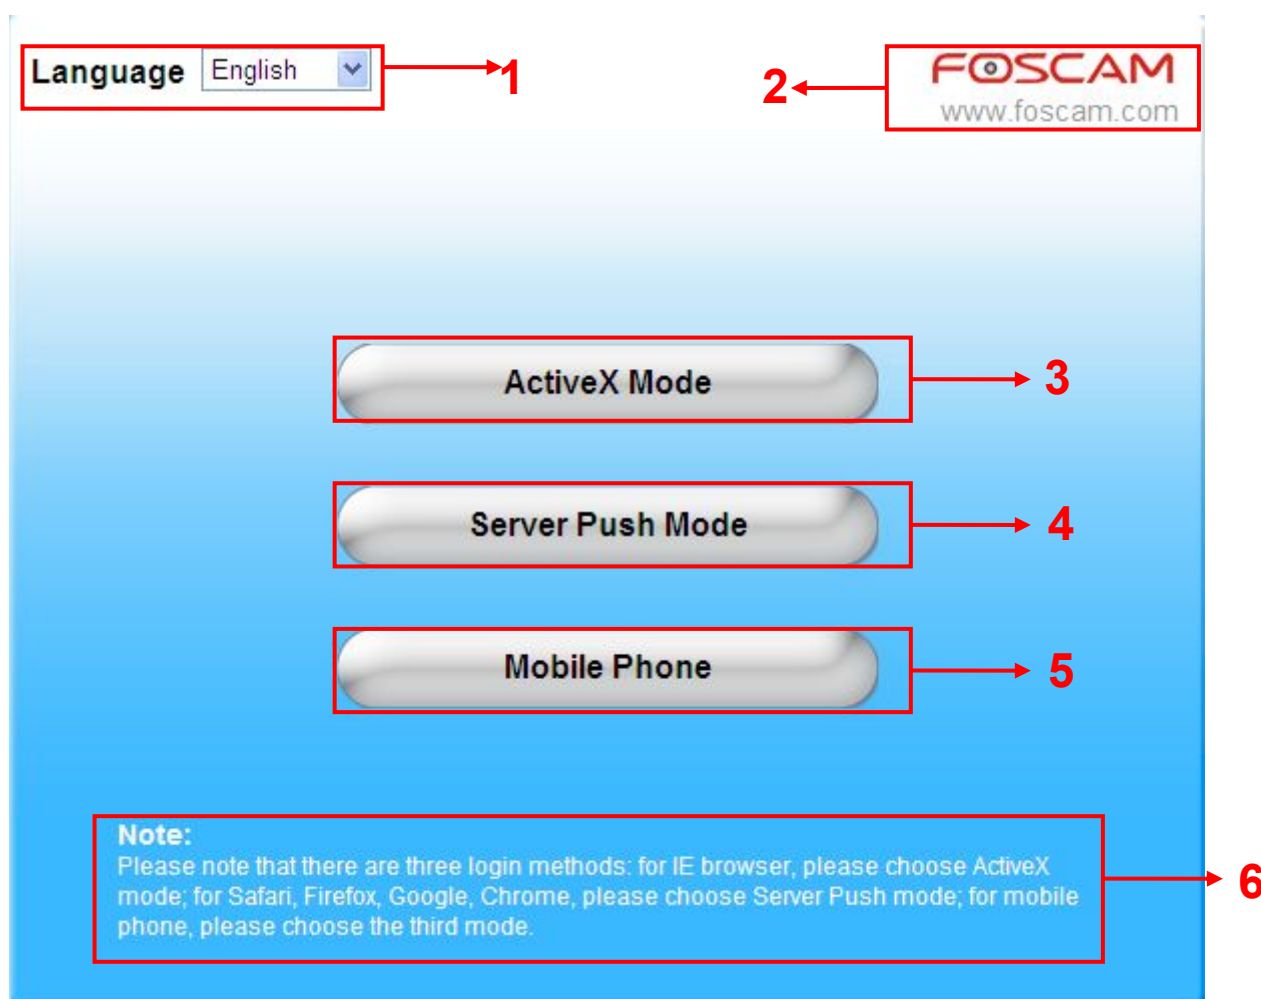 Language English 1
2 FOSCAM
www.foscam.com
ActiveX Mode 3
Server Push Mode 4
Mobile Phone 5
Note:
Please note that there are three login methods: for IE browser, please choose ActiveX
mode; for Safari, Firefox, Google, Chrome, please choose Server Push mode; for mobile
phone, please choose the third mode.
6